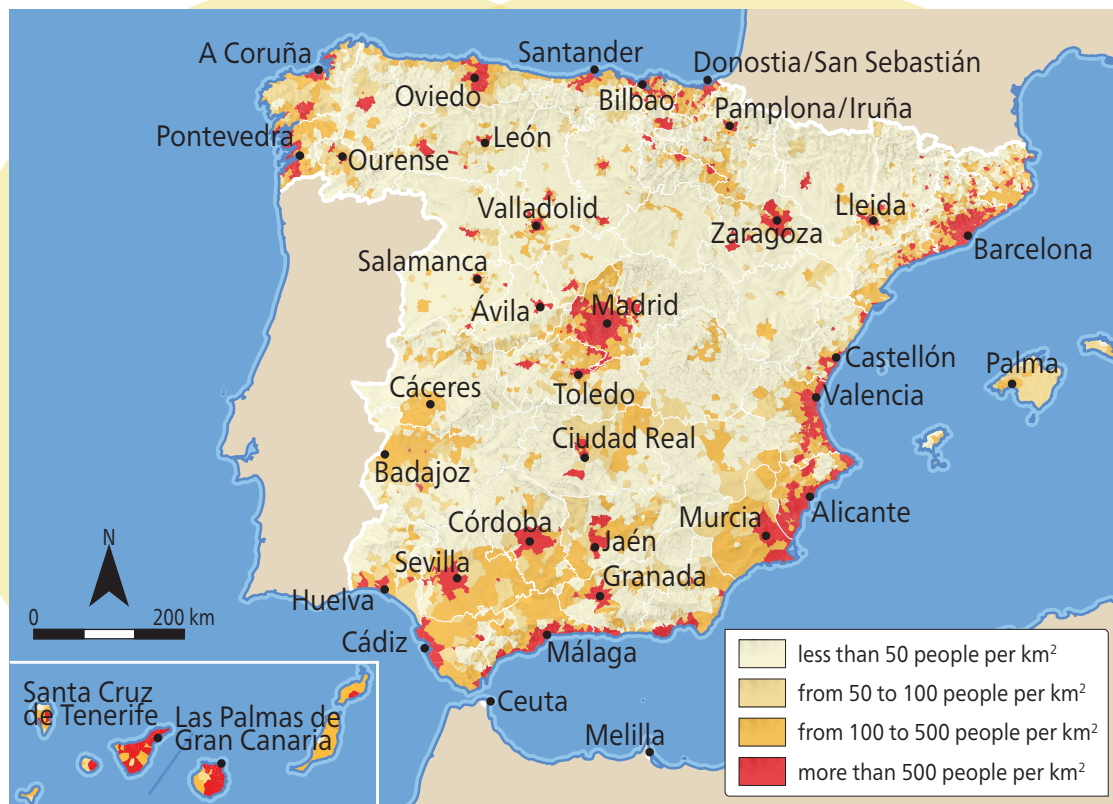 A Coruña
Santander
Donostia/San Sebastián
Oviedo
Bilbao
Pamplona/Iruña
Pontevedra
León
Ourense
Valladolid
Zaragoza
Lleida
Barcelona
Salamanca
Ávila
Madrid
Castellón
Palma
Cáceres
Toledo
Valencia
Ciudad Real
Badajoz
Alicante
Córdoba
Murcia
Jaén
Sevilla
Granada
Huelva
Cádiz
Málaga
Ceuta
Melilla
N
0 200 km
Santa Cruz
de Tenerife
Las Palmas de
Gran Canaria
less than 50 people per km²
from 50 to 100 people per km²
from 100 to 500 people per km²
more than 500 people per km²